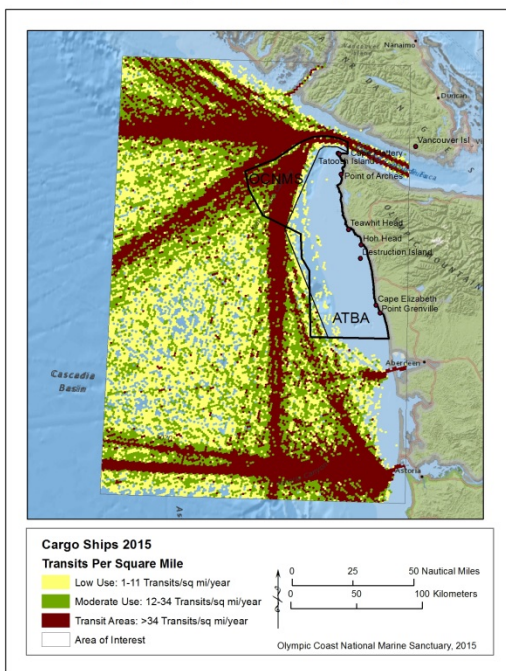 Nanaimo
Duncan
Vancouver Isl
Cape Flattery
Tatoosh Island
OCNMS
Point of Arches
Teawhit Head
Hoh Head
Destruction Island
Cape Elizabeth
ATBA
Point Grenville
Aberdeen
Cascadia
Basin
Astoria
Cargo Ships 2015
Transits Per Square Mile
Low Use: 1-11 Transits/sq mi/year
Moderate Use: 12-34 Transits/sq mi/year
Transit Areas: >34 Transits/sq mi/year
Area of Interest
0 25 50 Nautical Miles
0 50 100 Kilometers
Olympic Coast National Marine Sanctuary, 2015